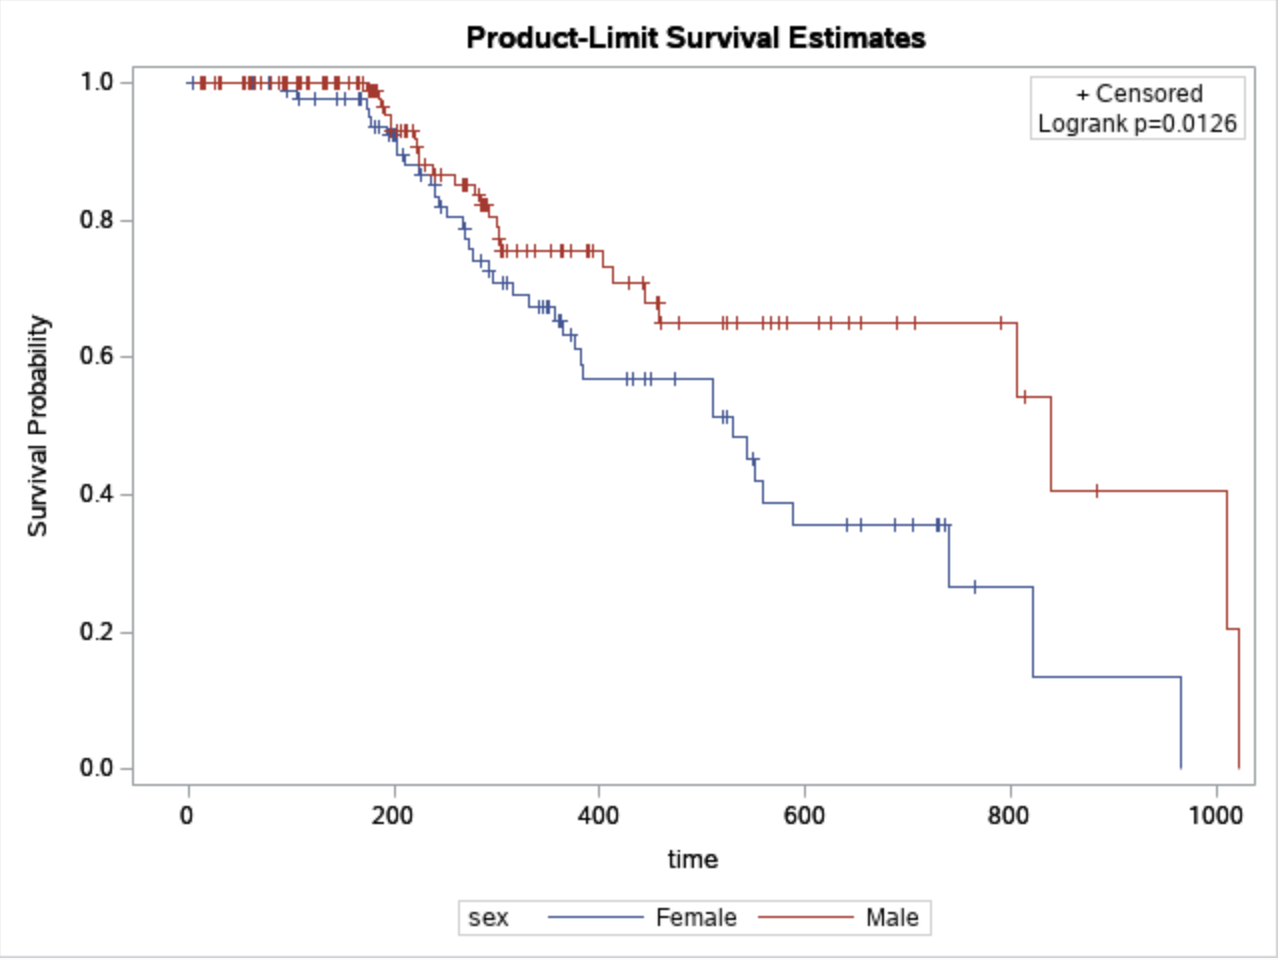 Product-Limit Survival Estimates
+ Censored
Logrank p=0.0126
1.0
0.8
0.6
0.4
0.2
0.0
Survival Probability
0 200 400 600 800 1000
time
sex Female Male